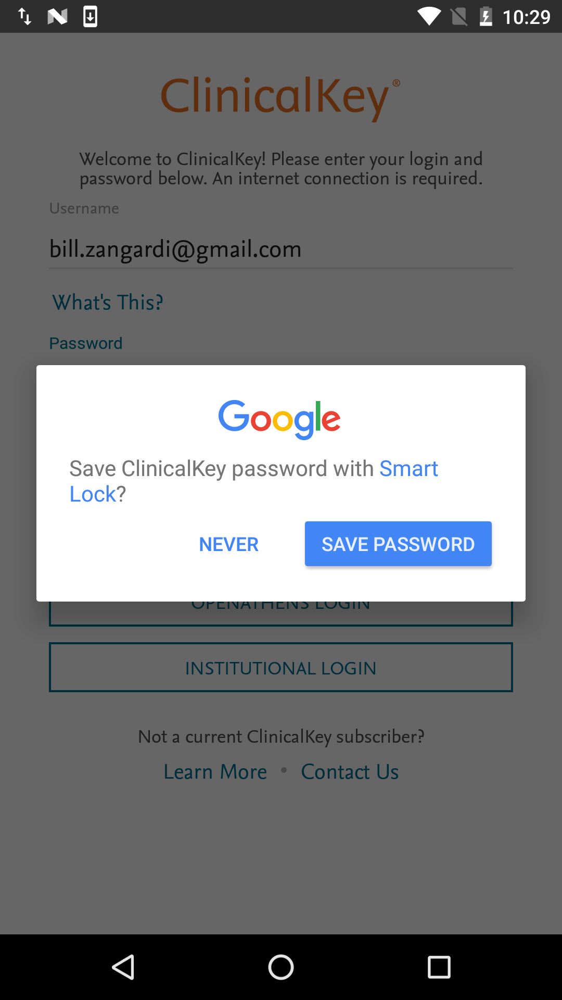 10:29
ClinicalKey®
Welcome to ClinicalKey! Please enter your login and
password below. An internet connection is required.
Username
bill.zangardi@gmail.com
What's This?
Password
Google
Save ClinicalKey password with Smart
Lock?
NEVER
SAVE PASSWORD
OPENATHENS LOGIN
INSTITUTIONAL LOGIN
Not a current ClinicalKey subscriber?
Learn More • Contact Us